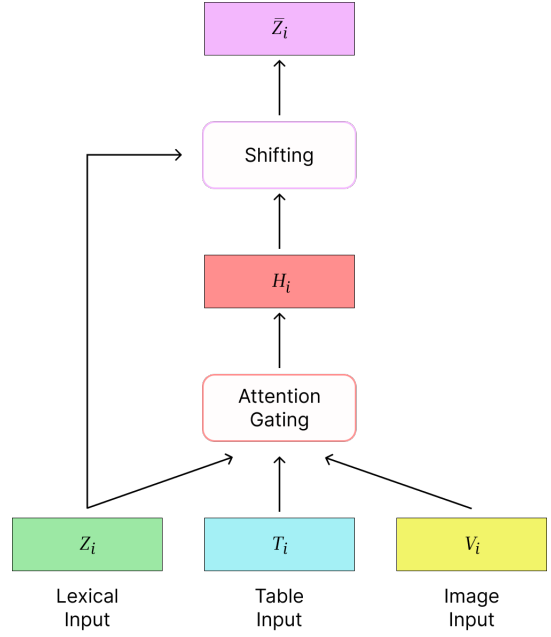 Z̄ᵢ
Shifting
Hᵢ
Attention
Gating
Zᵢ
Tᵢ
Vᵢ
Lexical
Input
Table
Input
Image
Input